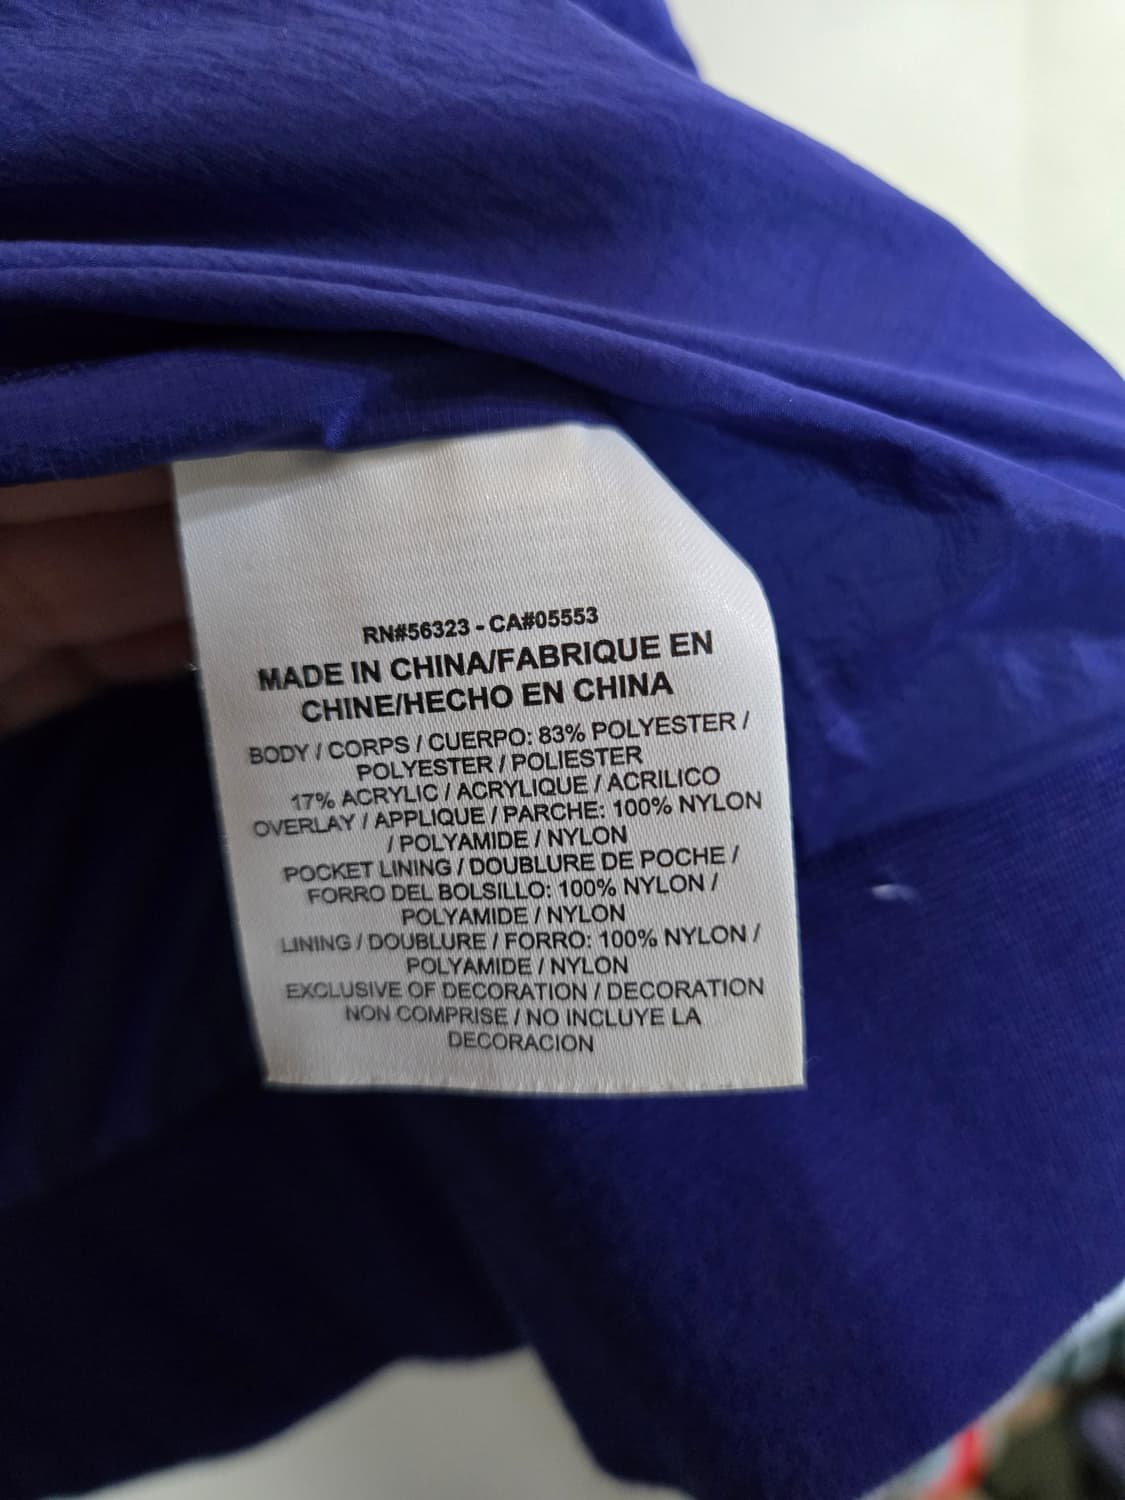 RN#56323 - CA#05553
MADE IN CHINA/FABRIQUE EN
CHINE/HECHO EN CHINA
BODY / CORPS / CUERPO: 83% POLYESTER /
POLYESTER / POLIESTER
17% ACRYLIC / ACRYLIQUE / ACRILICO
OVERLAY / APPLIQUE / PARCHE: 100% NYLON
/ POLYAMIDE / NYLON
POCKET LINING / DOUBLURE DE POCHE /
FORRO DEL BOLSILLO: 100% NYLON /
POLYAMIDE / NYLON
LINING / DOUBLURE / FORRO: 100% NYLON /
POLYAMIDE / NYLON
EXCLUSIVE OF DECORATION / DECORATION
NON COMPRISE / NO INCLUYE LA
DECORACION